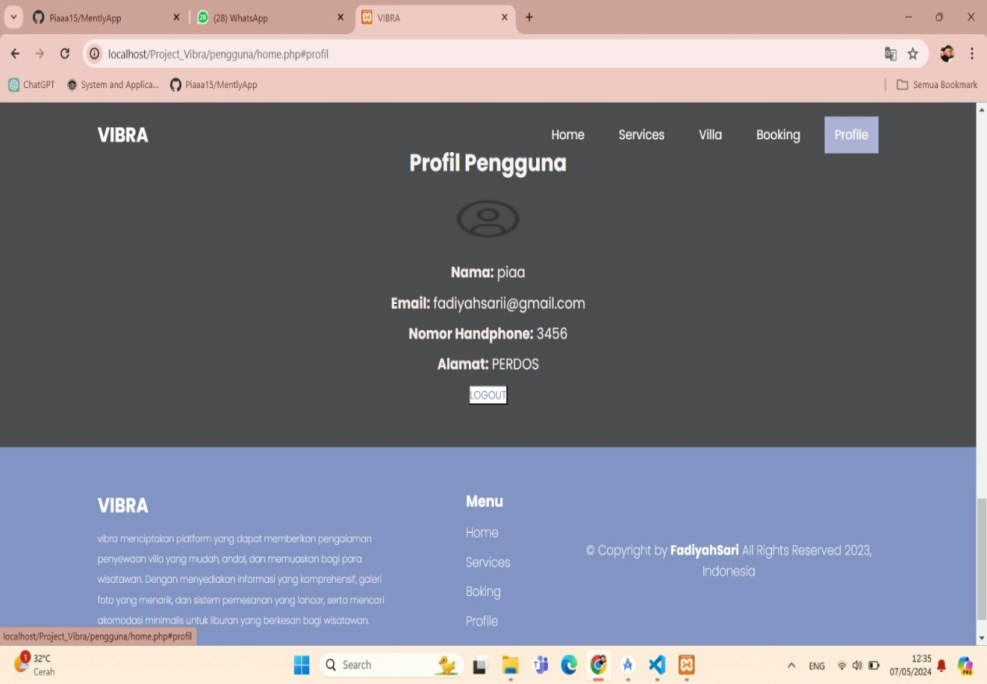 Piaaa15/MentlyApp
(28) WhatsApp
VIBRA
localhost/Project_Vibra/pengguna/home.php#profil
ChatGPT
System and Applica...
Piaaa15/MentlyApp
Semua Bookmark
VIBRA
Home
Services
Villa
Booking
Profile
Profil Pengguna
Nama: piaa
Email: fadiyahsarii@gmail.com
Nomor Handphone: 3456
Alamat: PERDOS
LOGOUT
VIBRA
vibra menciptakan platform yang dapat memberikan pengalaman
penyewaan villa yang mudah, andal, dan memuaskan bagi para
wisatawan. Dengan menyediakan informasi yang komprehensif, galeri
foto yang menarik, dan sistem pemesanan yang lancar, serta mencari
akomodasi minimalis untuk liburan yang berkesan bagi wisatawan.
Menu
Home
Services
Boking
Profile
© Copyright by FadiyahSari All Rights Reserved 2023,
Indonesia
localhost/Project_Vibra/pengguna/home.php#profil
1
32°C
Cerah
Search
ENG
12:35
07/05/2024